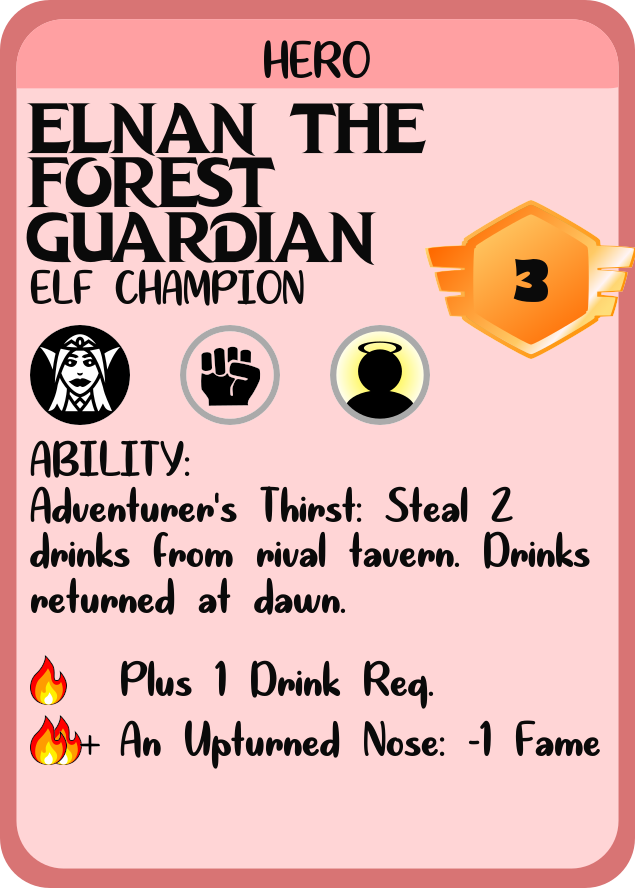 HERO
ELNAN THE
FOREST
GUARDIAN
ELF CHAMPION
3
ABILITY:
Adventurer's Thirst: Steal 2
drinks from rival tavern. Drinks
returned at dawn.
Plus 1 Drink Req.
+ An Upturned Nose: -1 Fame